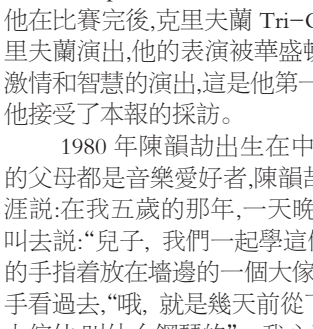 他在比賽完後,克里夫蘭 Tri-C
里夫蘭演出,他的表演被華盛頓
激情和智慧的演出,這是他第一
他接受了本報的採訪。
1980 年陳韻劼出生在中
的父母都是音樂愛好者,陳韻劼
涯説:在我五歲的那年,一天晚
叫去説:“兒子, 我們一起學這個
的手指着放在墻邊的一個大傢
手看過去,“哦, 就是幾天前從下